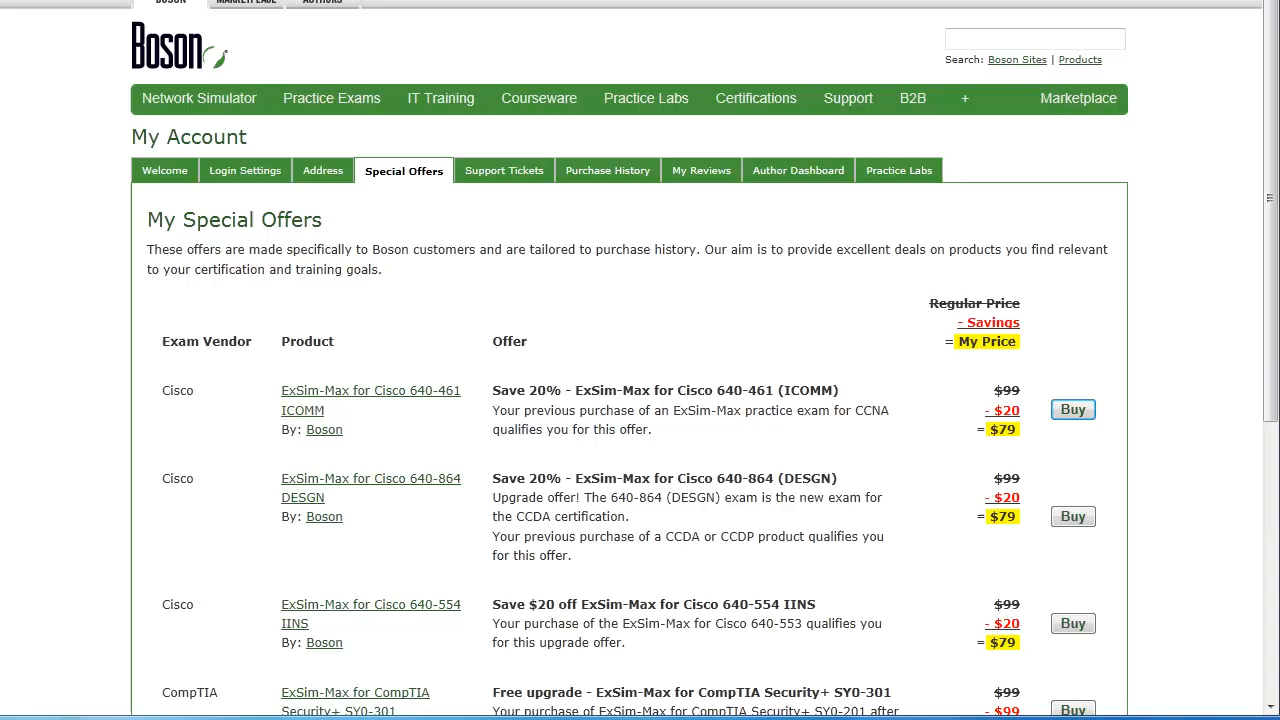 BOSON MARKETPLACE AUTHORS
Boson
Search: Boson Sites | Products
Network Simulator Practice Exams IT Training Courseware Practice Labs Certifications Support B2B + Marketplace
My Account
Welcome Login Settings Address Special Offers Support Tickets Purchase History My Reviews Author Dashboard Practice Labs
My Special Offers
These offers are made specifically to Boson customers and are tailored to purchase history. Our aim is to provide excellent deals on products you find relevant
to your certification and training goals.
Regular Price
- Savings
Exam Vendor Product Offer = My Price
Cisco ExSim-Max for Cisco 640-461 Save 20% - ExSim-Max for Cisco 640-461 (ICOMM) $99
ICOMM Your previous purchase of an ExSim-Max practice exam for CCNA - $20 Buy
By: Boson qualifies you for this offer. = $79
Cisco ExSim-Max for Cisco 640-864 Save 20% - ExSim-Max for Cisco 640-864 (DESGN) $99
DESGN Upgrade offer! The 640-864 (DESGN) exam is the new exam for - $20
By: Boson the CCDA certification. = $79 Buy
Your previous purchase of a CCDA or CCDP product qualifies you
for this offer.
Cisco ExSim-Max for Cisco 640-554 Save $20 off ExSim-Max for Cisco 640-554 IINS $99
IINS Your purchase of the ExSim-Max for Cisco 640-553 qualifies you - $20 Buy
By: Boson for this upgrade offer. = $79
CompTIA ExSim-Max for CompTIA Free upgrade - ExSim-Max for CompTIA Security+ SY0-301 $99
Security+ SY0-301 Your purchase of CompTIA Security+ SY0-201 after - $99 Buy